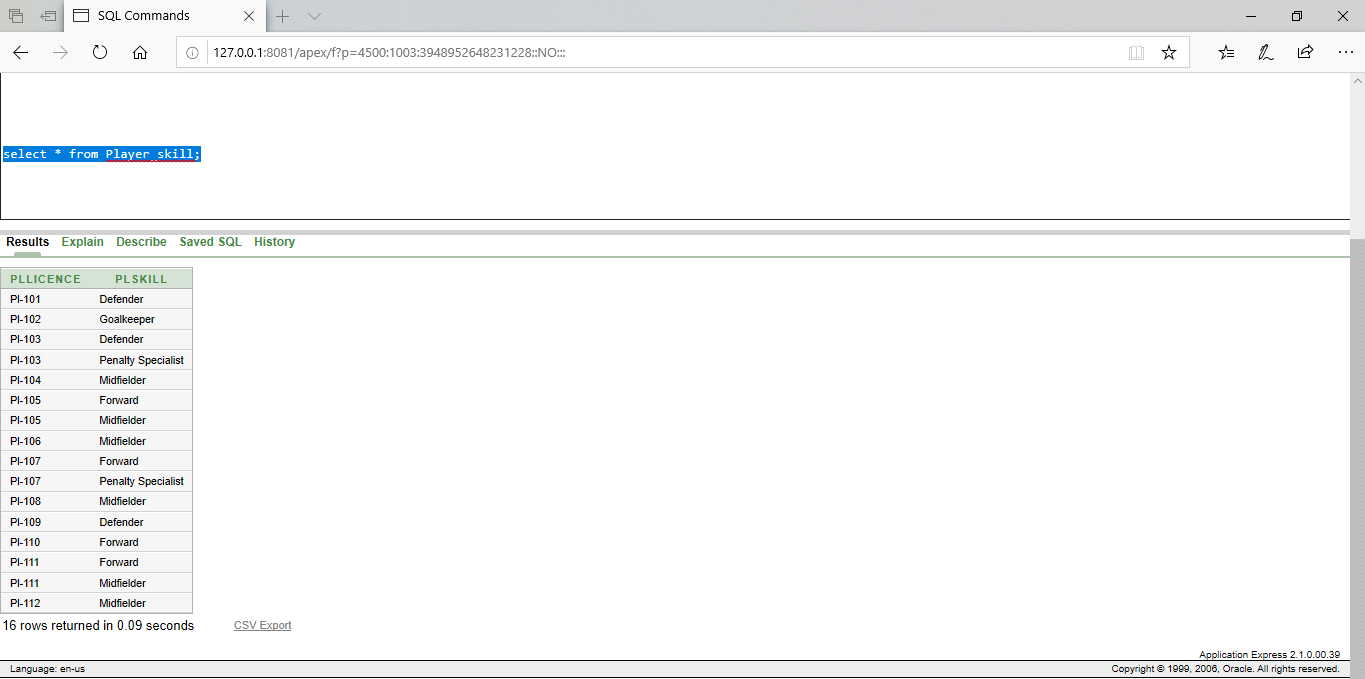 SQL Commands
127.0.0.1:8081/apex/f?p=4500:1003:3948952648231228::NO:::
select * from Player_skill;
Results Explain Describe Saved SQL History
PLLICENCE PLSKILL
Pl-101 Defender
Pl-102 Goalkeeper
Pl-103 Defender
Pl-103 Penalty Specialist
Pl-104 Midfielder
Pl-105 Forward
Pl-105 Midfielder
Pl-106 Midfielder
Pl-107 Forward
Pl-107 Penalty Specialist
Pl-108 Midfielder
Pl-109 Defender
Pl-110 Forward
Pl-111 Forward
Pl-111 Midfielder
Pl-112 Midfielder
16 rows returned in 0.09 seconds CSV Export
Application Express 2.1.0.00.39
Language: en-us Copyright © 1999, 2006, Oracle. All rights reserved.